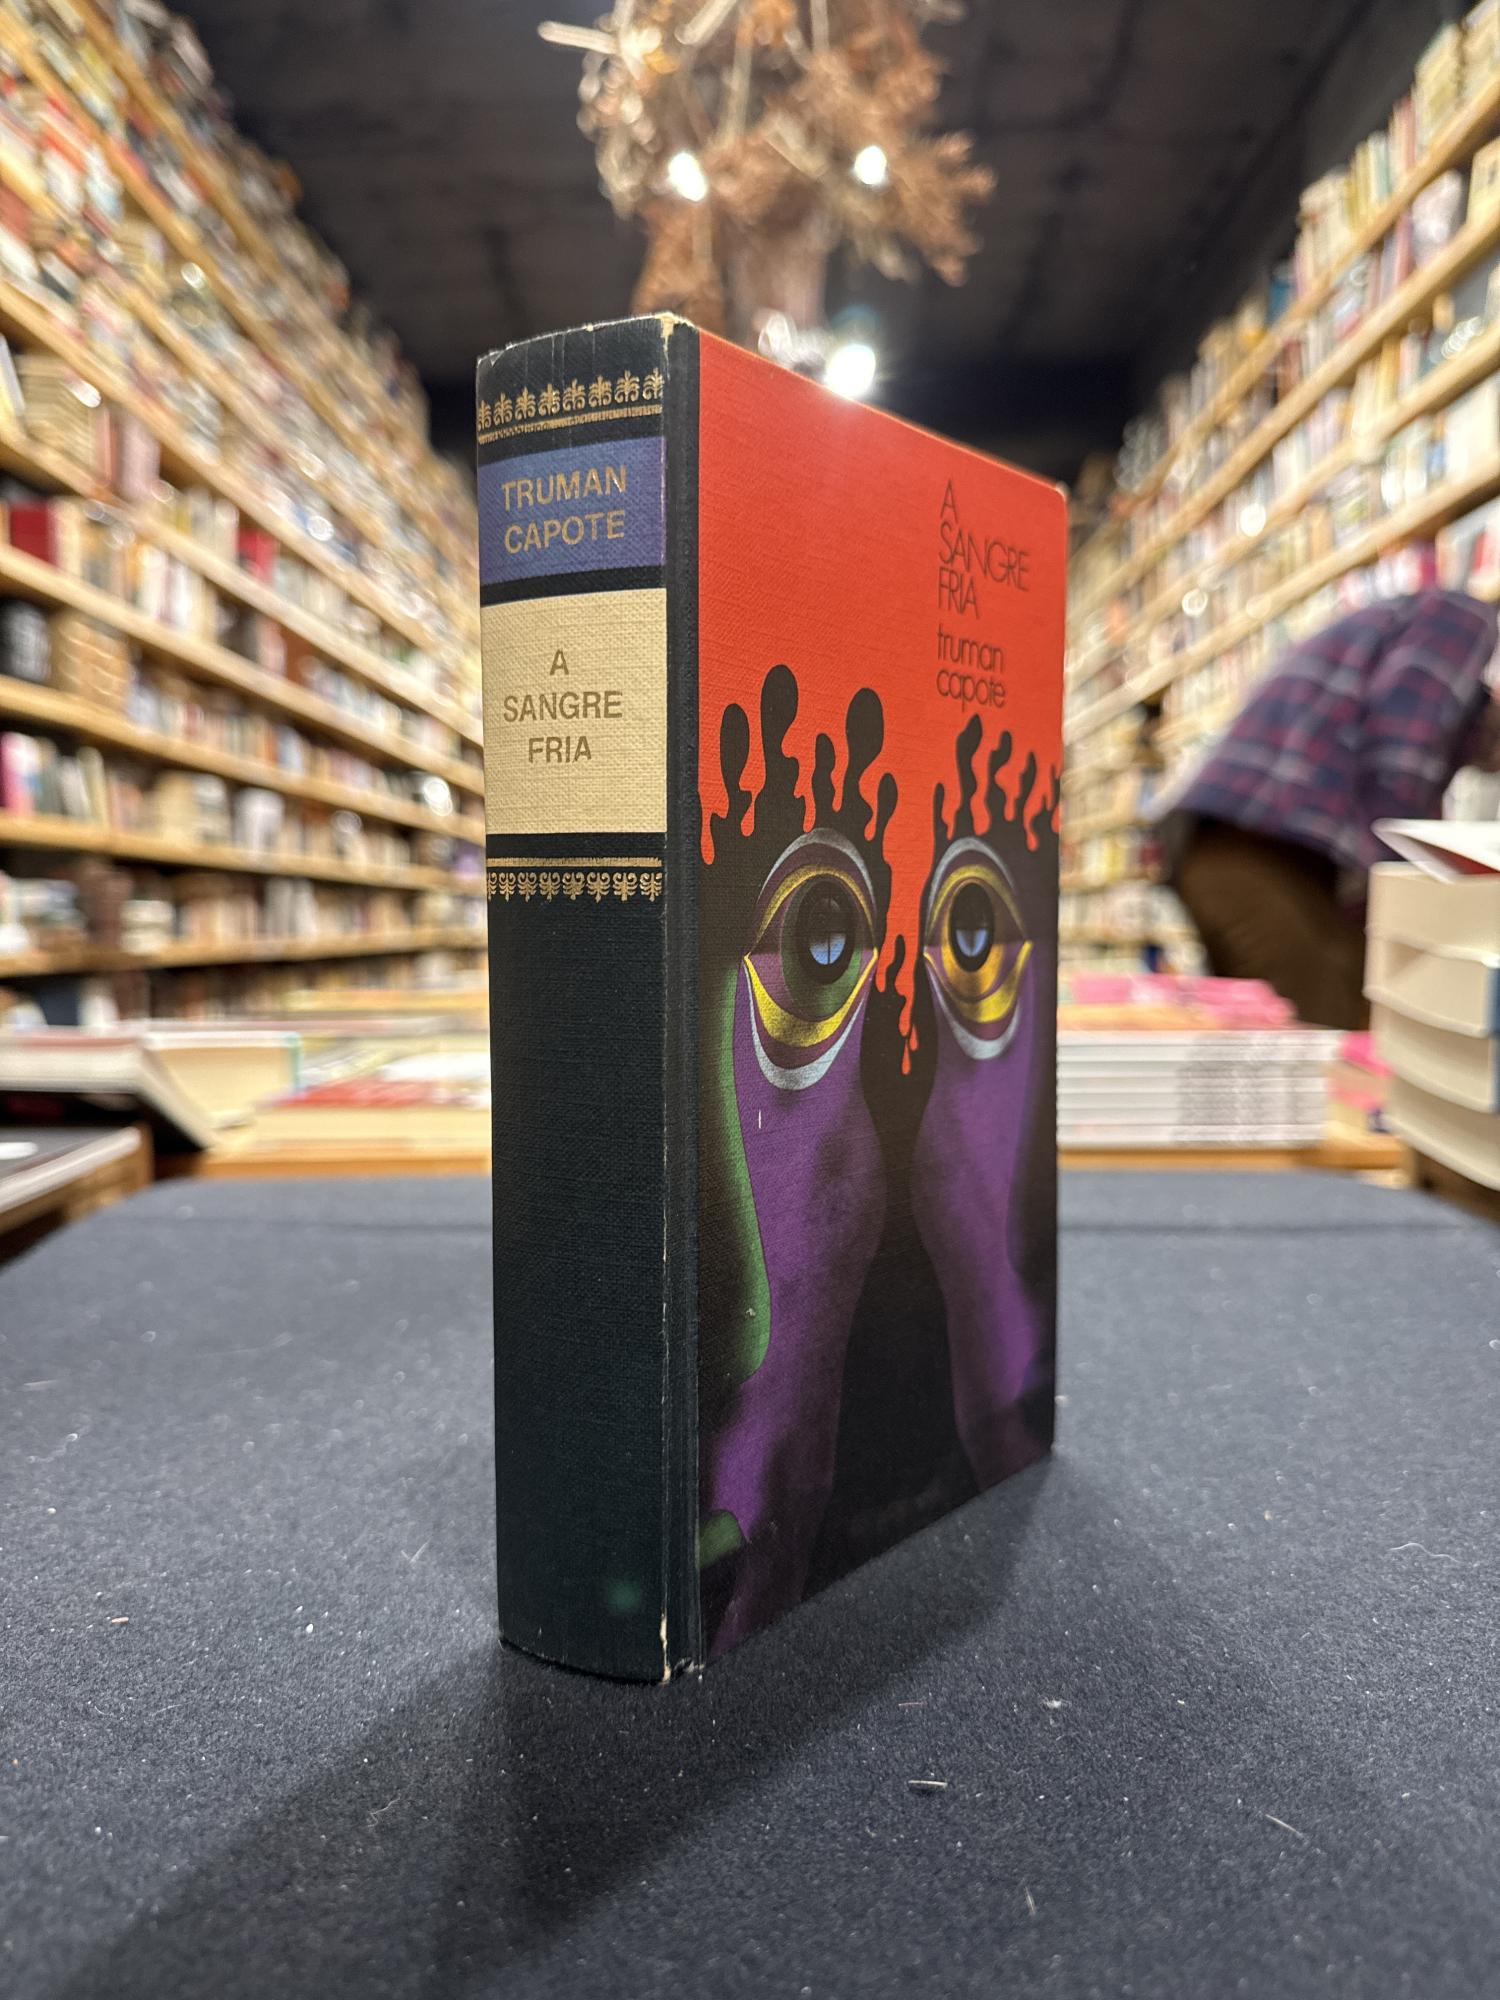 TRUMAN
CAPOTE
A
SANGRE
FRIA
A
SANGRE
FRIA
truman
capote